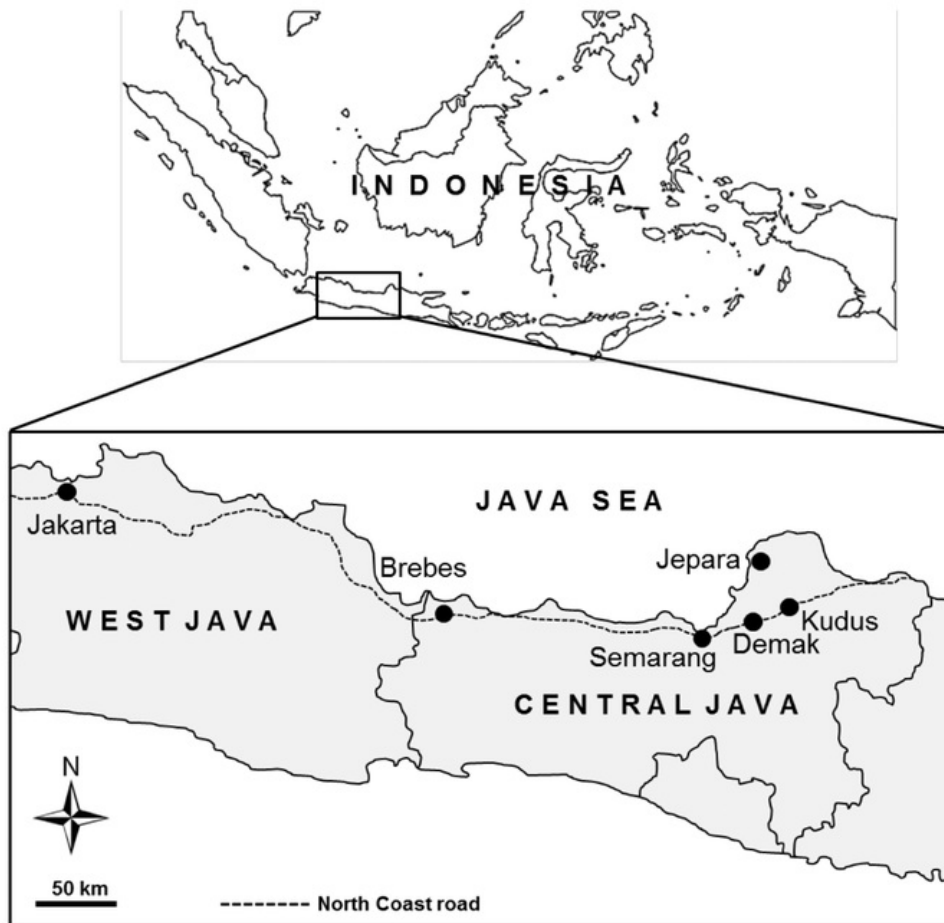 INDONESIA
JAVA SEA
Jakarta
Jepara
Brebes
WEST JAVA
Kudus
Demak
Semarang
CENTRAL JAVA
N
50 km
North Coast road